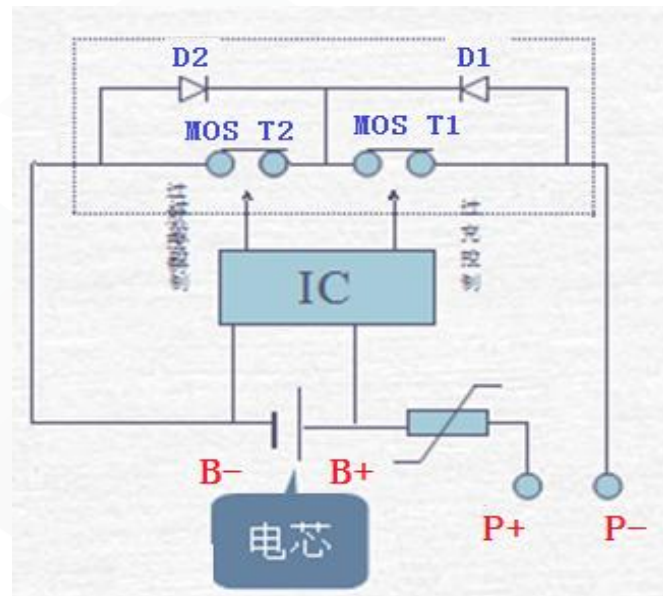 D2 D1
MOS T2 MOS T1
IC
B- B+
电芯
P+ P-